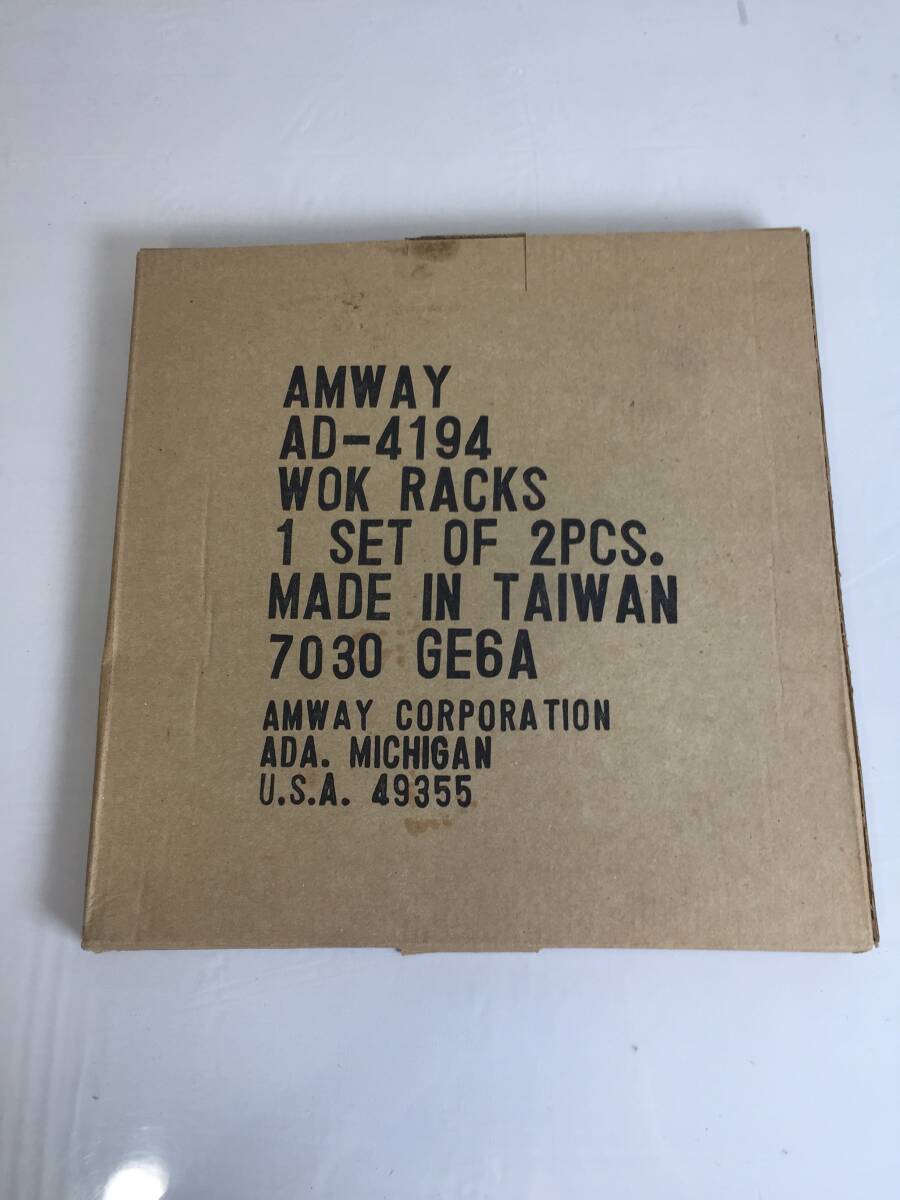 AMWAY
AD-4194
WOK RACKS
1 SET OF 2PCS.
MADE IN TAIWAN
7030 GE6A
AMWAY CORPORATION
ADA. MICHIGAN
U.S.A. 49355